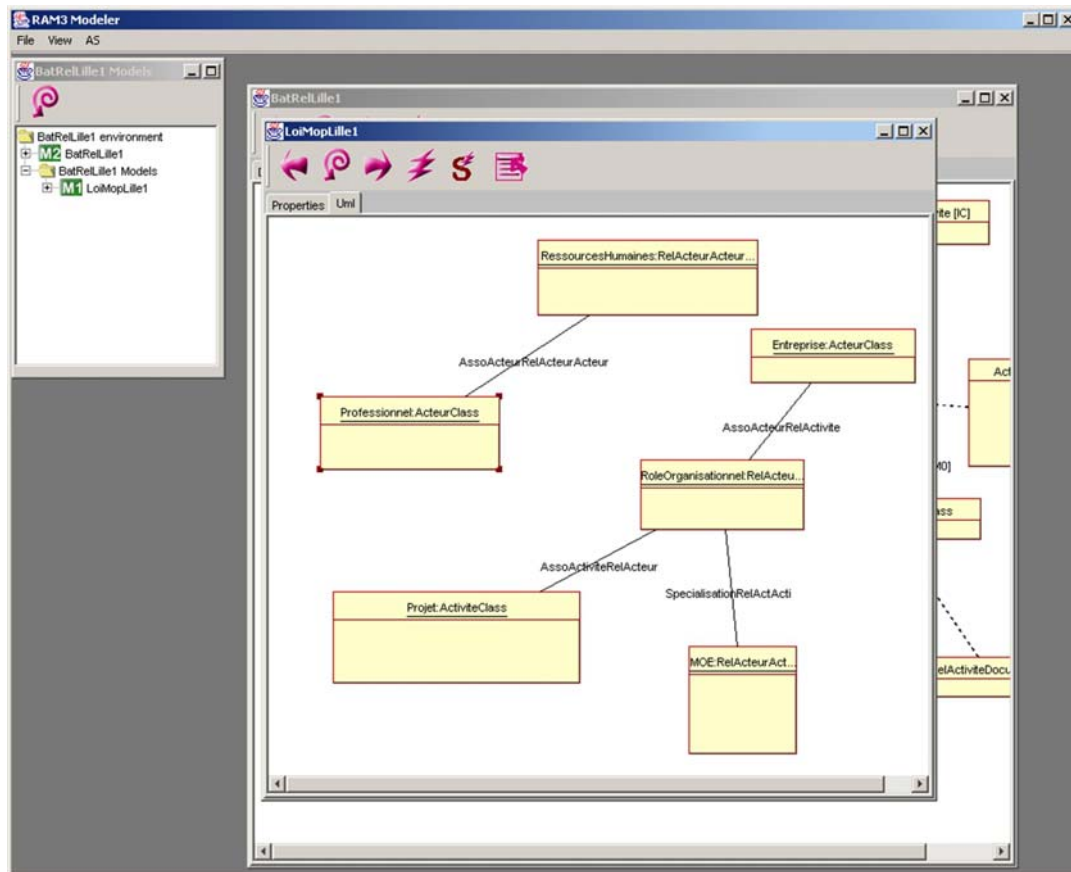 RAM3 Modeler
File View AS
BatRelLille1 Models
BatRelLille1 environment
M2 BatRelLille1
BatRelLille1 Models
M1 LoiMopLille1
BatRelLille1
LoiMopLille1
S
Properties Uml
RessourcesHumaines:RelActeurActeur...
AssoActeurRelActeurActeur
Professionnel:ActeurClass
Entreprise:ActeurClass
AssoActeurRelActivite
RoleOrganisationnel:RelActeu...
AssoActiviteRelActeur
Projet:ActiviteClass
SpecialisationRelActActi
MOE:RelActeurAct...
ite [IC]
Act
M0]
ass
elActiviteDocu